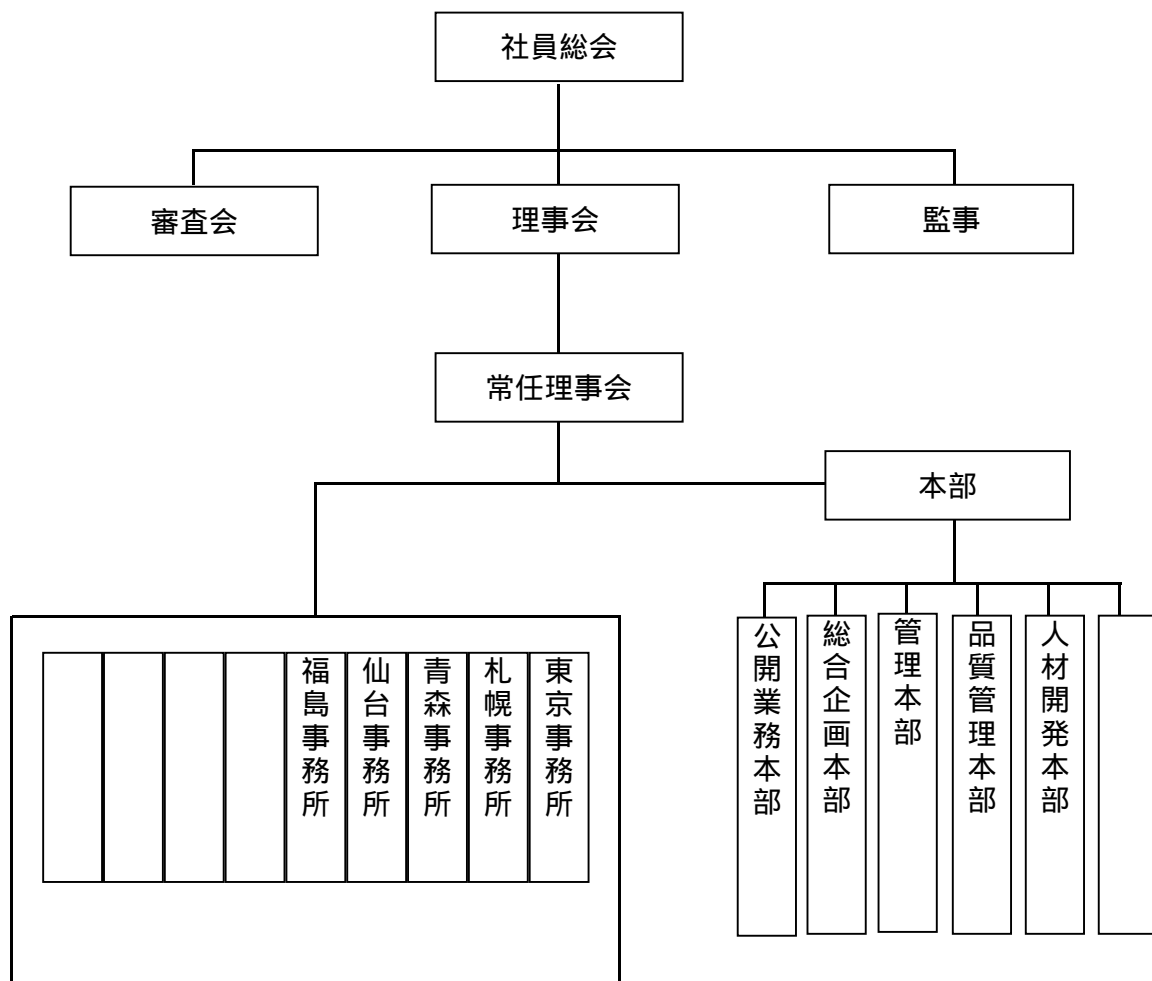 社員総会
審査会
理事会
監事
常任理事会
本部
福島事務所
仙台事務所
青森事務所
札幌事務所
東京事務所
公開業務本部
総合企画本部
管理本部
品質管理本部
人材開発本部